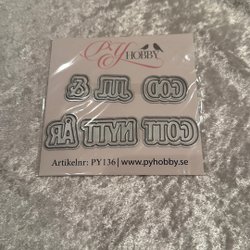 PY HOBBY
GOD JUL &
GOTT NYTT ÅR
Artikelnr: PY136 | www.pyhobby.se